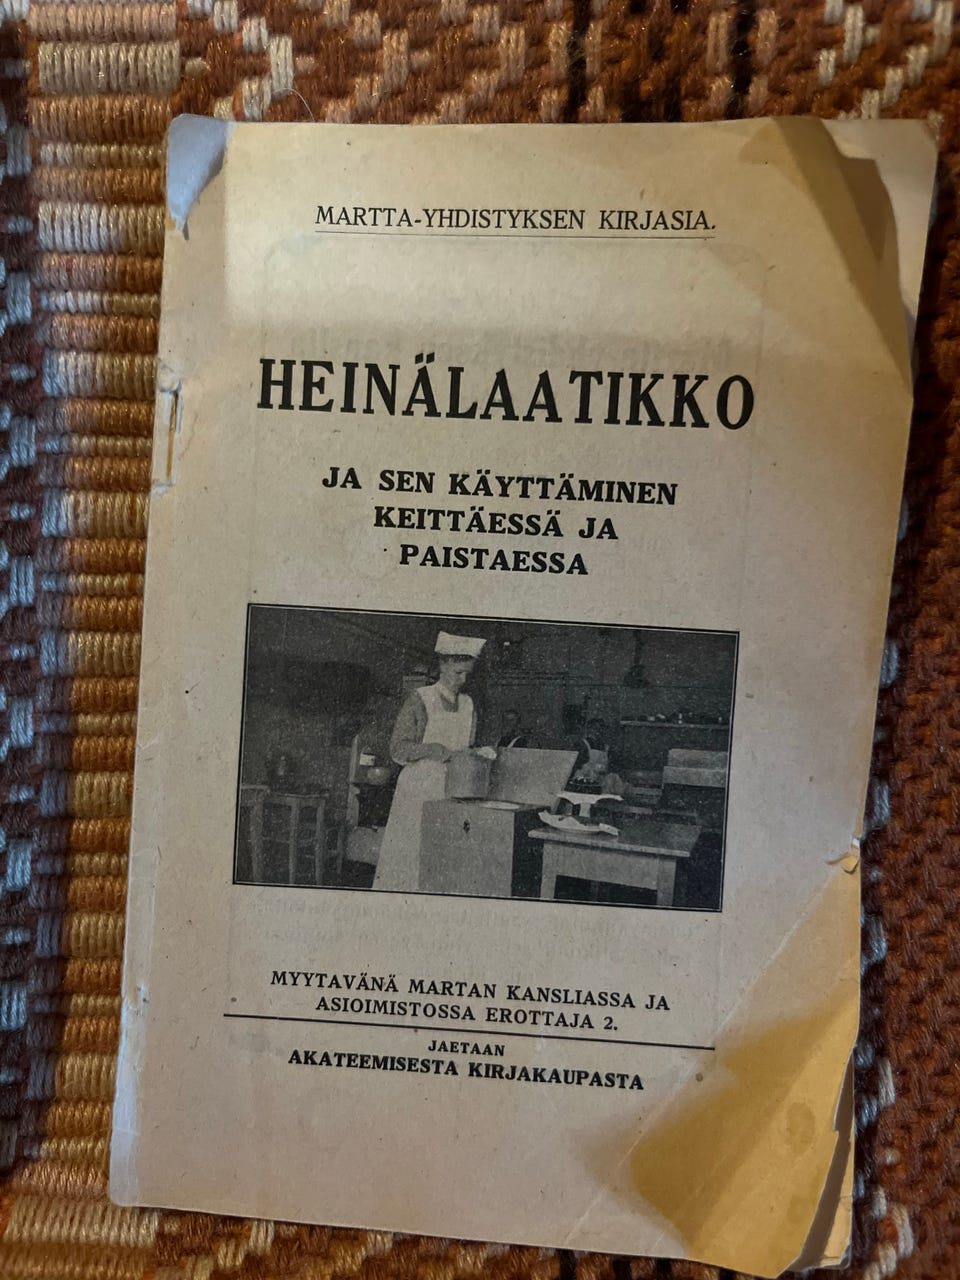 MARTTA-YHDISTYKSEN KIRJASIA.
HEINÄLAATIKKO
JA SEN KÄYTTÄMINEN
KEITTÄESSÄ JA
PAISTAESSA
MYYTAVÄNÄ MARTAN KANSLIASSA JA
ASIOIMISTOSSA EROTTAJA 2.
JAETAAN
AKATEEMISESTA KIRJAKAUPASTA